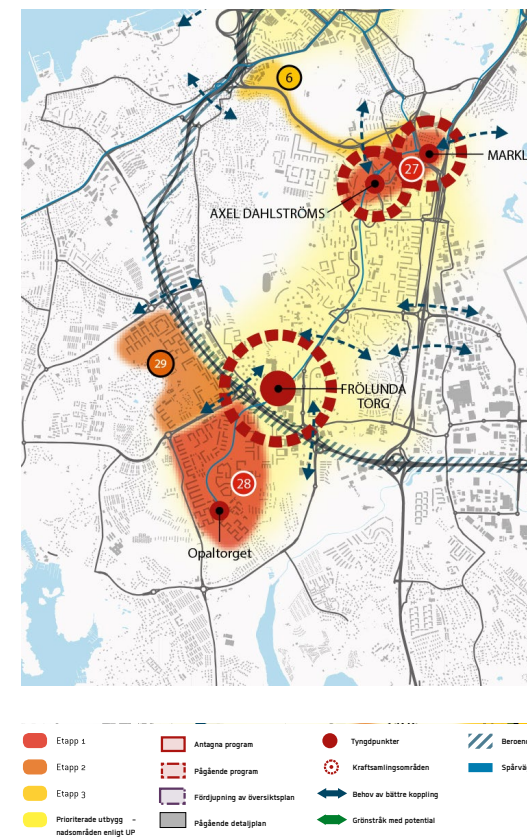 6
MARKL
27
AXEL DAHLSTRÖMS
29
FRÖLUNDA
TORG
28
Opaltorget
Etapp 1
Antagna program
Tyngdpunkter
Beroend
Etapp 2
Pågående program
Kraftsamlingsområden
Spårväg
Etapp 3
Fördjupning av översiktsplan
Behov av bättre koppling
Prioriterade utbygg -
nadsområden enligt UP
Pågående detaljplan
Grönstråk med potential